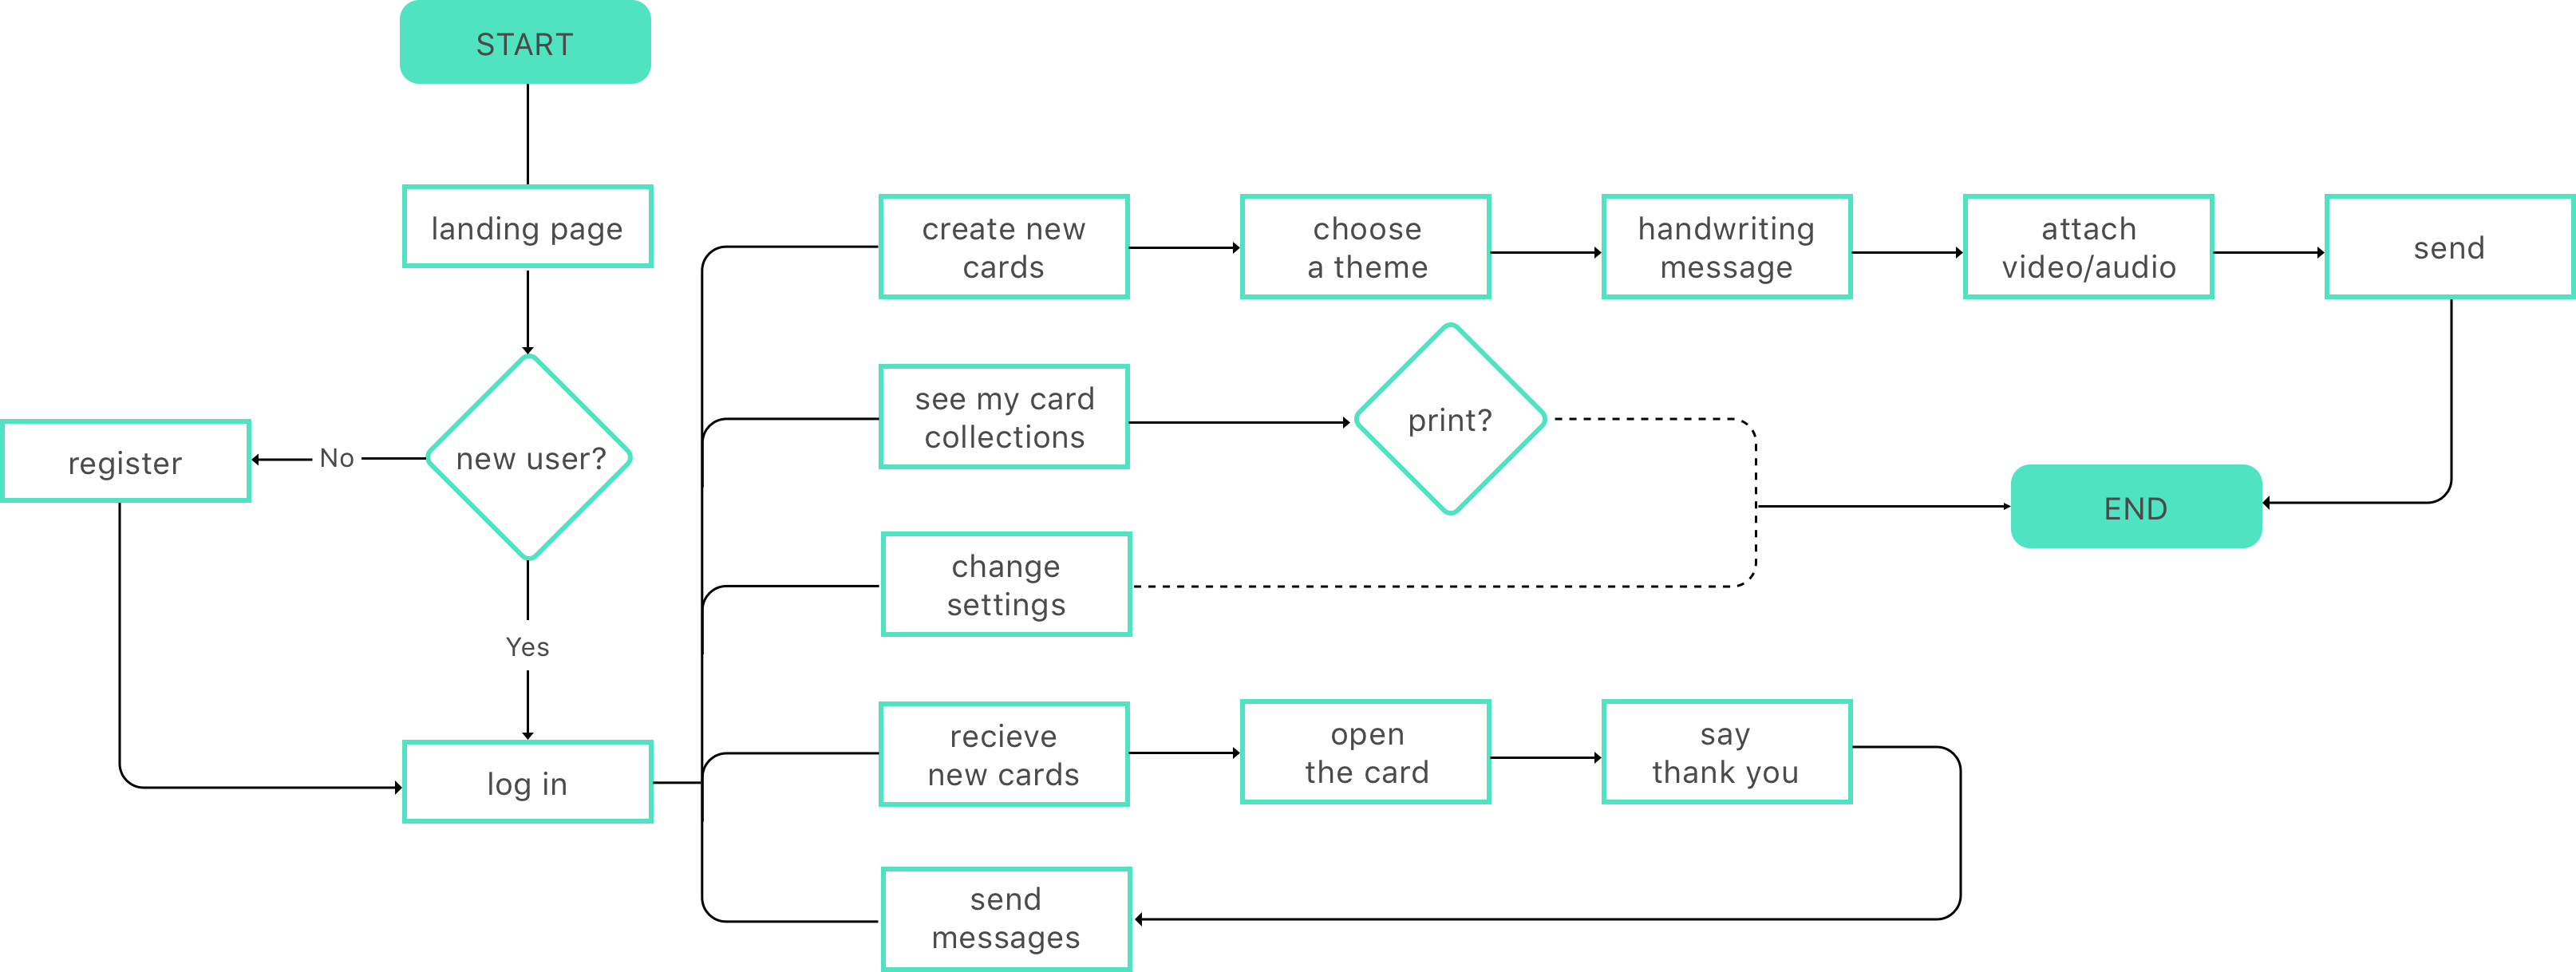 START
landing page
new user?
No
register
Yes
log in
create new
cards
choose
a theme
handwriting
message
attach
video/audio
send
see my card
collections
print?
change
settings
END
recieve
new cards
open
the card
say
thank you
send
messages